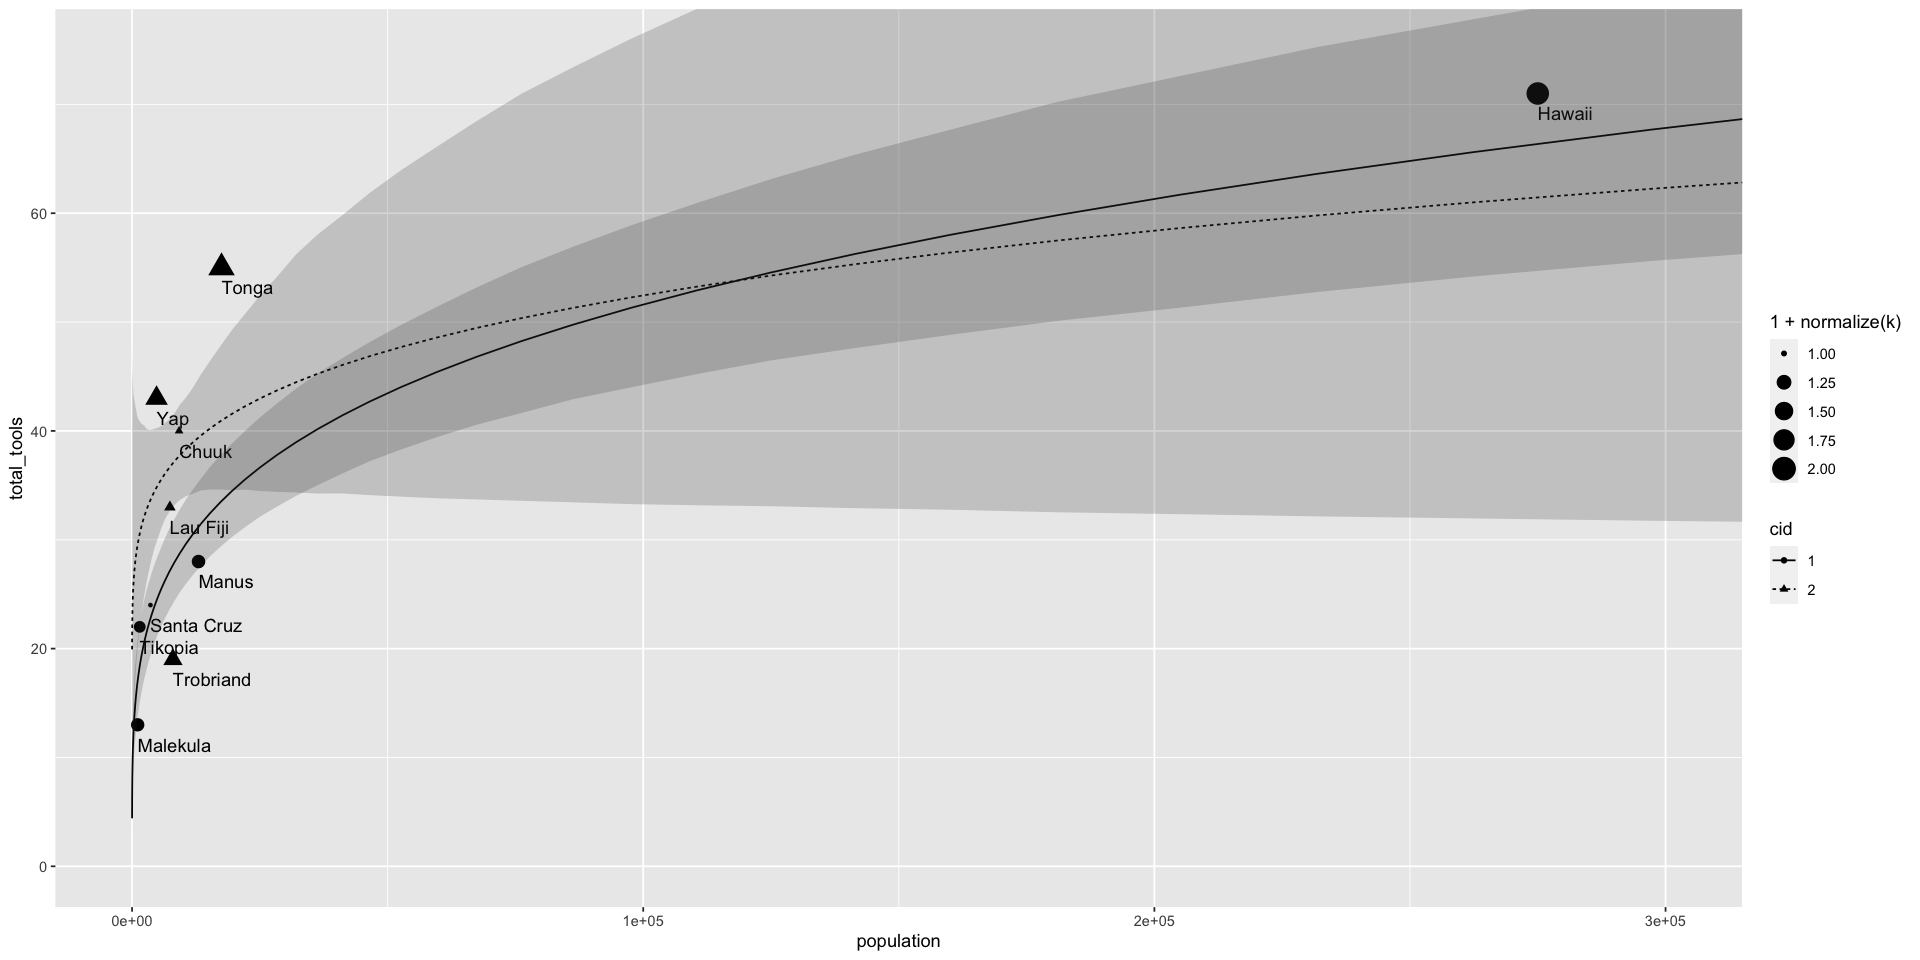 total_tools
60
40
20
0
Hawaii
Tonga
Yap
Chuuk
Lau Fiji
Manus
Santa Cruz
Tikopia
Trobriand
Malekula
0e+00
1e+05
2e+05
3e+05
population
1 + normalize(k)
1.00
1.25
1.50
1.75
2.00
cid
1
2